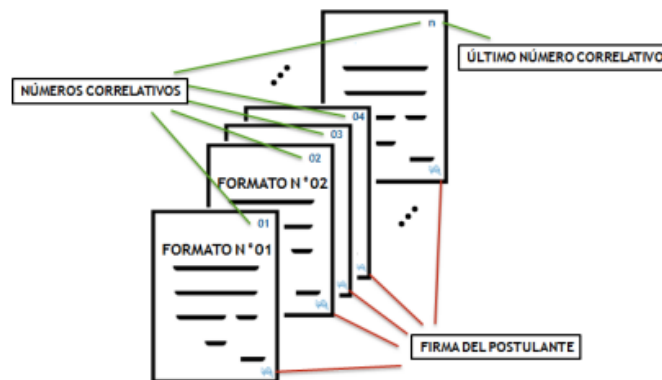 n
ÚLTIMO NÚMERO CORRELATIVO
NÚMEROS CORRELATIVOS
04
03
02
FORMATO N°02
01
FORMATO N°01
FIRMA DEL POSTULANTE